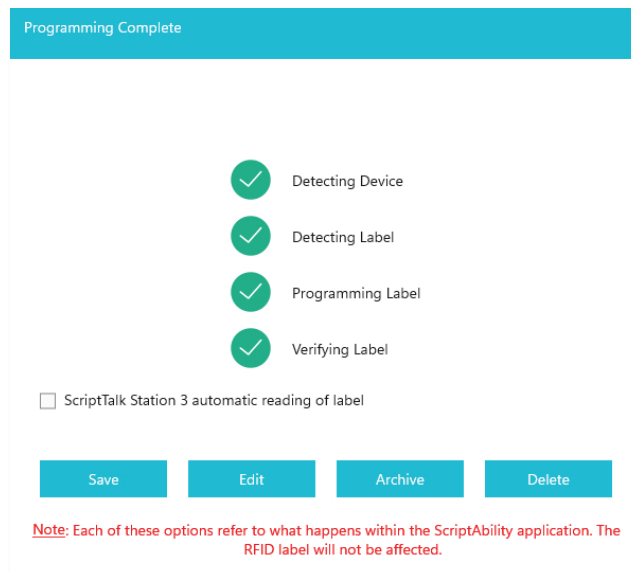 Programming Complete
Detecting Device
Detecting Label
Programming Label
Verifying Label
ScriptTalk Station 3 automatic reading of label
Save Edit Archive Delete
Note: Each of these options refer to what happens within the ScriptAbility application. The
RFID label will not be affected.